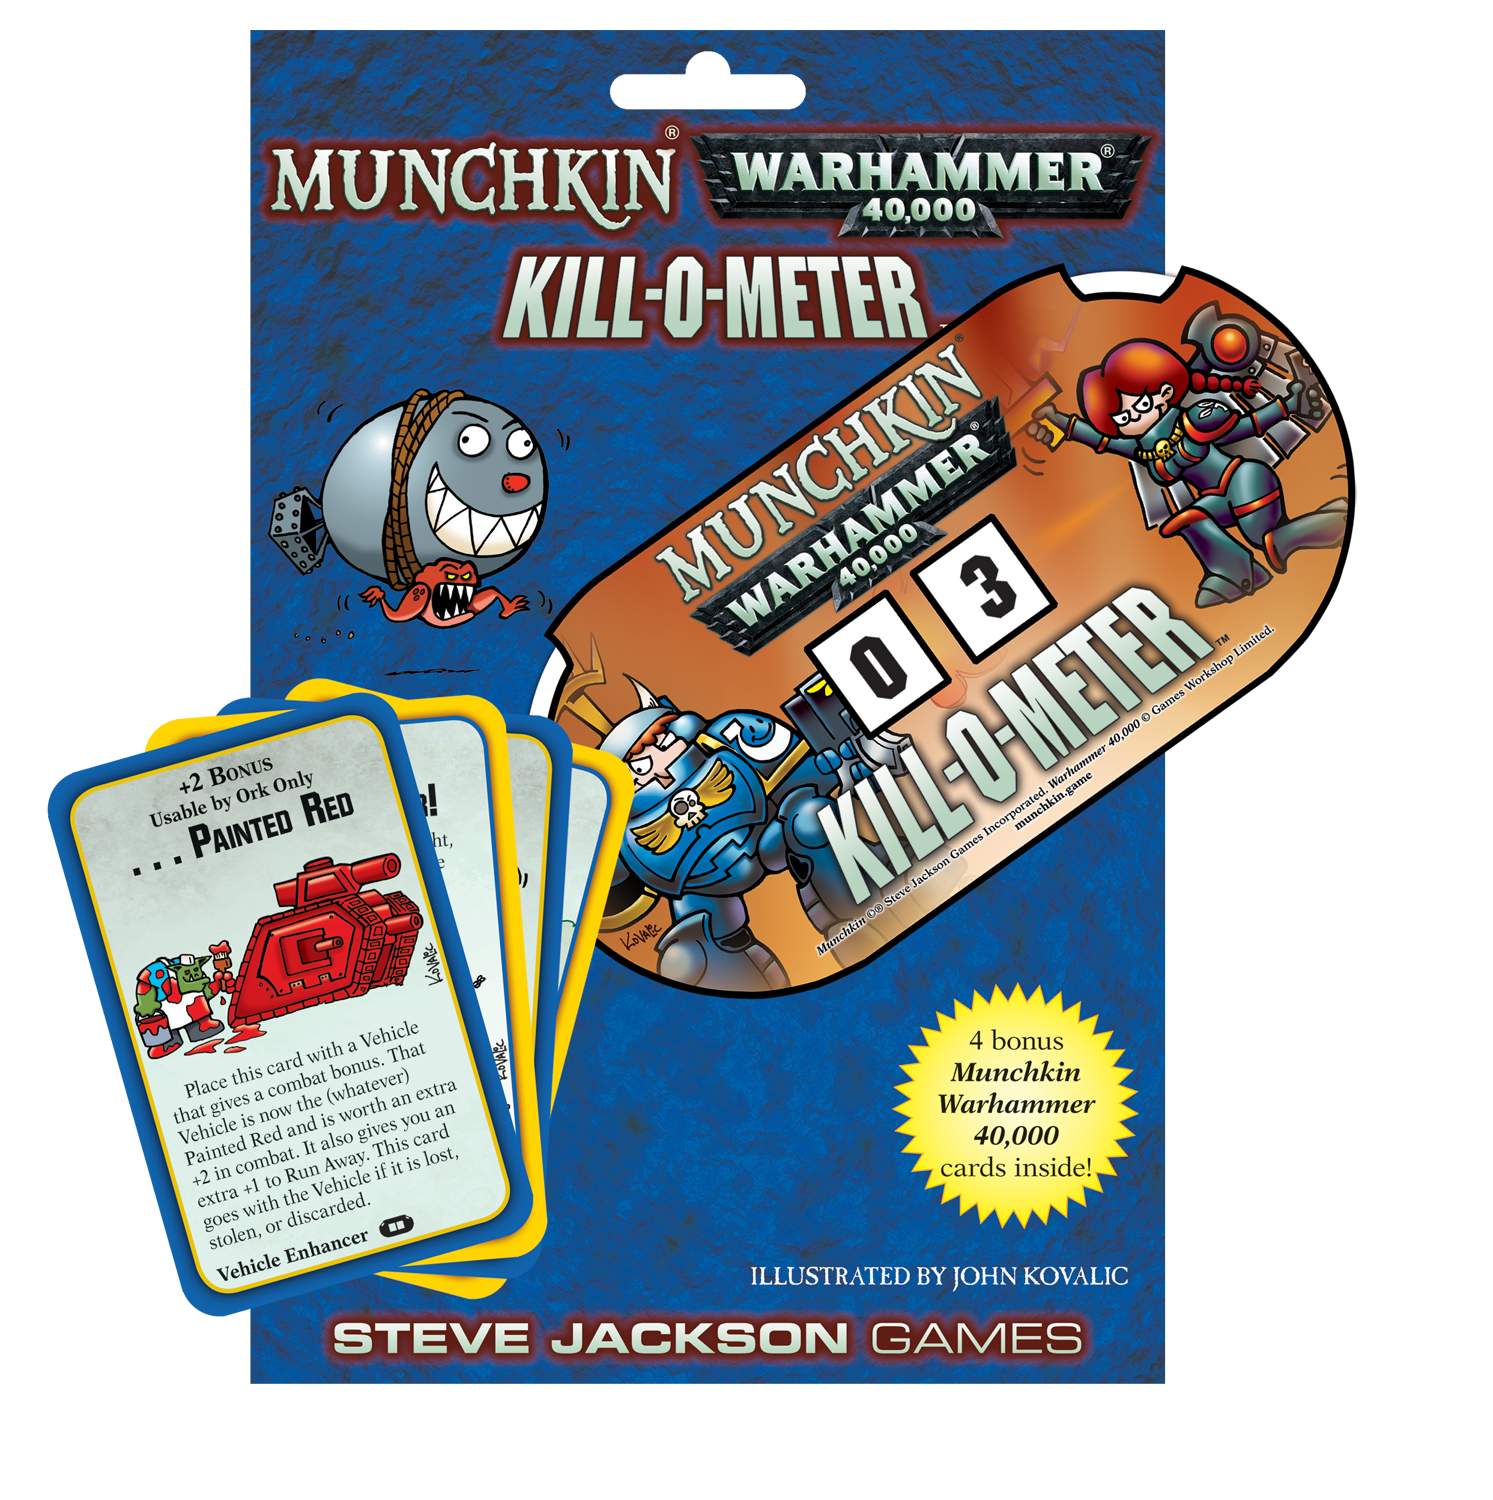 MUNCHKIN®
WARHAMMER®
40,000
KILL-O-METER
MUNCHKIN®
WARHAMMER®
40,000
0 3
KILL-O-METER™
Munchkin ©® Steve Jackson Games Incorporated. Warhammer 40,000 © Games Workshop Limited.
munchkin.game
KOVALIC
+2 BONUS
Usable by Ork Only
. . . PAINTED RED
KOVALIC
Place this card with a Vehicle
that gives a combat bonus. That
Vehicle is now the (whatever)
Painted Red and is worth an extra
+2 in combat. It also gives you an
extra +1 to Run Away. This card
goes with the Vehicle if it is lost,
stolen, or discarded.
Vehicle Enhancer
KOVALIC
4 bonus
Munchkin
Warhammer
40,000
cards inside!
ILLUSTRATED BY JOHN KOVALIC
STEVE JACKSON GAMES